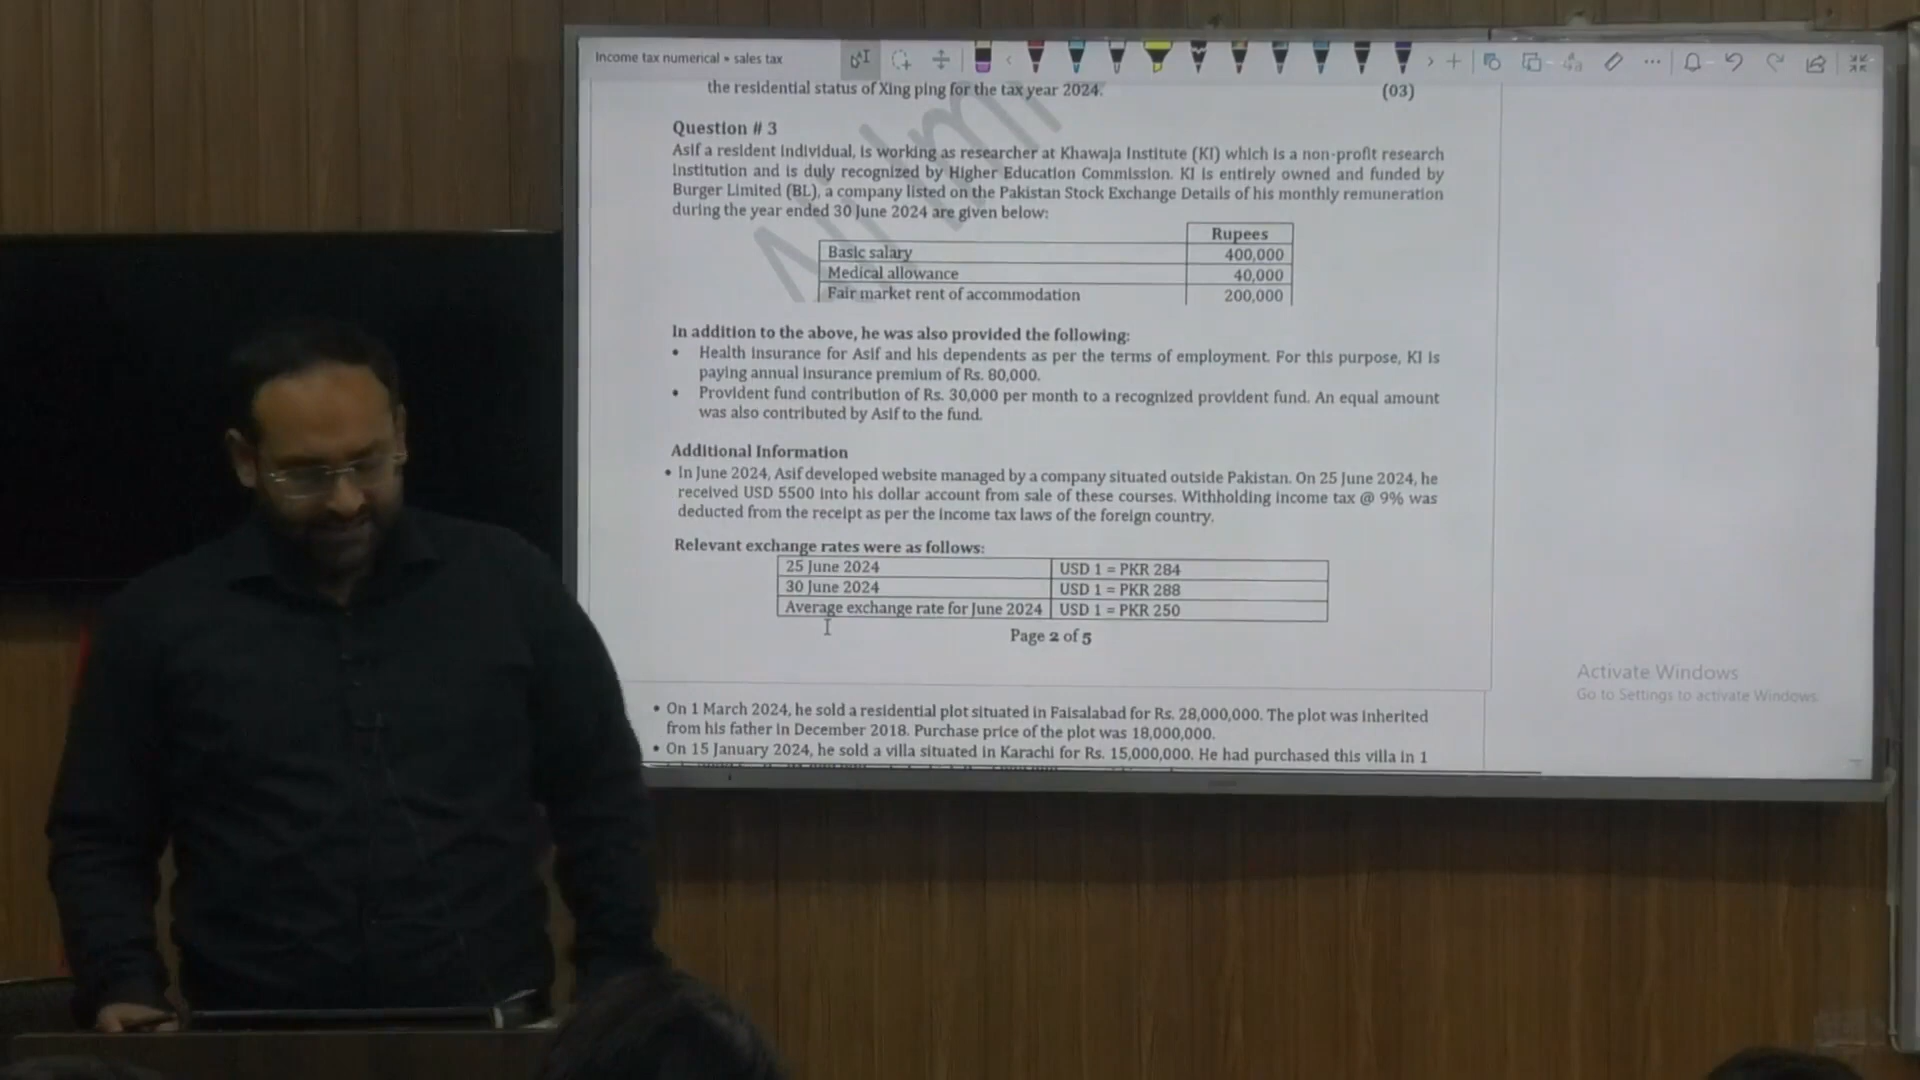 Income tax numerical + sales tax
the residential status of Xing ping for the tax year 2024.
(03)
Question # 3
Asif a resident individual, is working as researcher at Khawaja Institute (KI) which is a non-profit research
institution and is duly recognized by Higher Education Commission. KI is entirely owned and funded by
Burger Limited (BL), a company listed on the Pakistan Stock Exchange Details of his monthly remuneration
during the year ended 30 June 2024 are given below:
Rupees
Basic salary 400,000
Medical allowance 40,000
Fair market rent of accommodation 200,000
In addition to the above, he was also provided the following:
• Health insurance for Asif and his dependents as per the terms of employment. For this purpose, KI is
paying annual insurance premium of Rs. 80,000.
• Provident fund contribution of Rs. 30,000 per month to a recognized provident fund. An equal amount
was also contributed by Asif to the fund.
Additional Information
• In June 2024, Asif developed website managed by a company situated outside Pakistan. On 25 June 2024, he
received USD 5500 into his dollar account from sale of these courses. Withholding income tax @ 9% was
deducted from the receipt as per the income tax laws of the foreign country.
Relevant exchange rates were as follows:
25 June 2024 USD 1 = PKR 284
30 June 2024 USD 1 = PKR 288
Average exchange rate for June 2024 USD 1 = PKR 250
Page 2 of 5
Activate Windows
Go to Settings to activate Windows.
• On 1 March 2024, he sold a residential plot situated in Faisalabad for Rs. 28,000,000. The plot was inherited
from his father in December 2018. Purchase price of the plot was 18,000,000.
• On 15 January 2024, he sold a villa situated in Karachi for Rs. 15,000,000. He had purchased this villa in 1